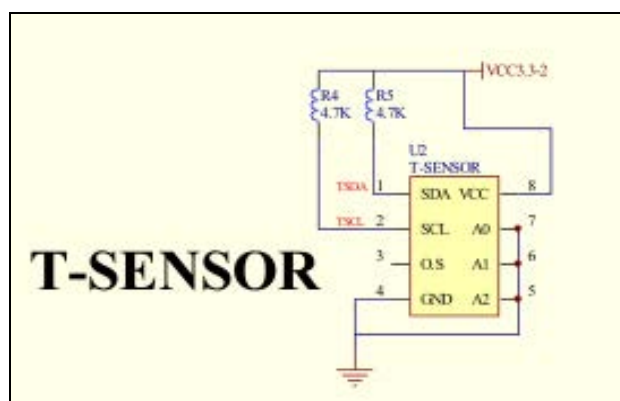 VCC3.3-2
R4
4.7K
R5
4.7K
U2
T-SENSOR
TSDA 1 SDA VCC 8
TSCL 2 SCL A0 7
3 O.S A1 6
4 GND A2 5
T-SENSOR